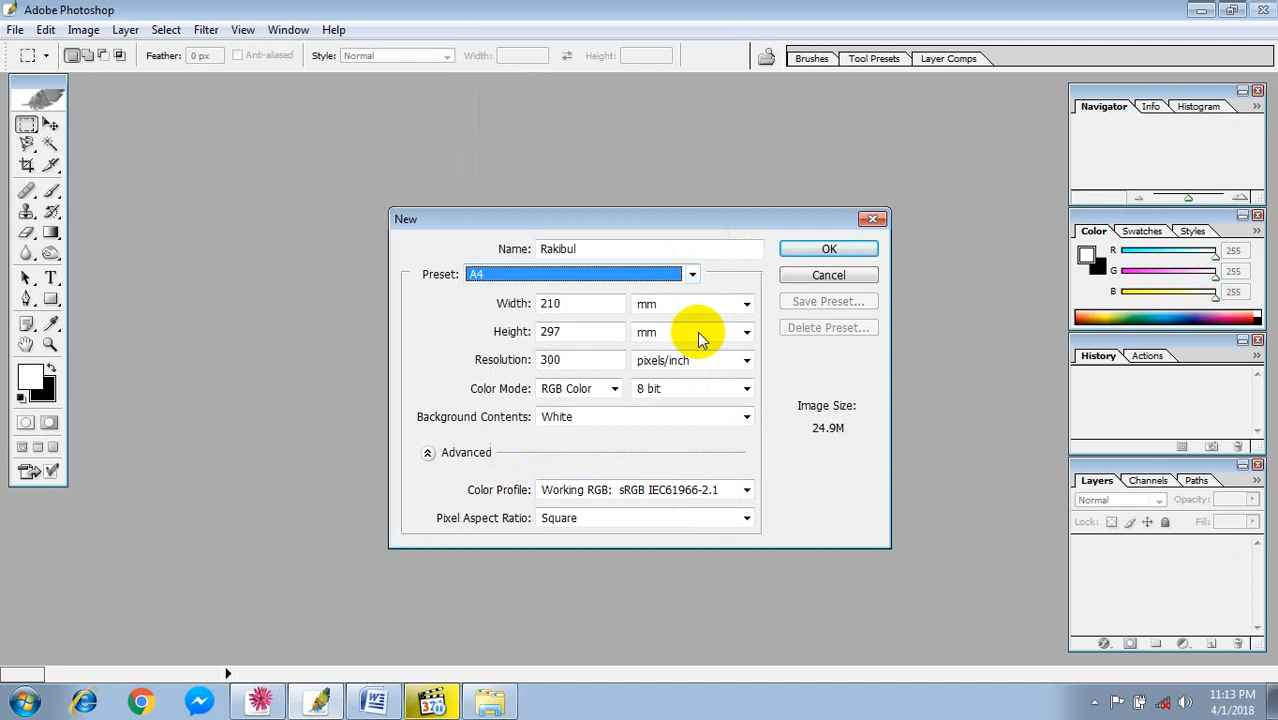 Adobe Photoshop
File Edit Image Layer Select Filter View Window Help
Feather: 0 px Anti-aliased Style: Normal Width: Height: Brushes Tool Presets Layer Comps
Navigator Info Histogram
New
Name: Rakibul OK
Preset: A4 Cancel
Width: 210 mm Save Preset...
Height: 297 mm Delete Preset...
Resolution: 300 pixels/inch
Color Mode: RGB Color 8 bit
Background Contents: White
Image Size:
24.9M
Advanced
Color Profile: Working RGB: sRGB IEC61966-2.1
Pixel Aspect Ratio: Square
Color Swatches Styles
R 255
G 255
B 255
History Actions
Layers Channels Paths
Normal Opacity:
Lock: Fill:
11:13 PM
4/1/2018